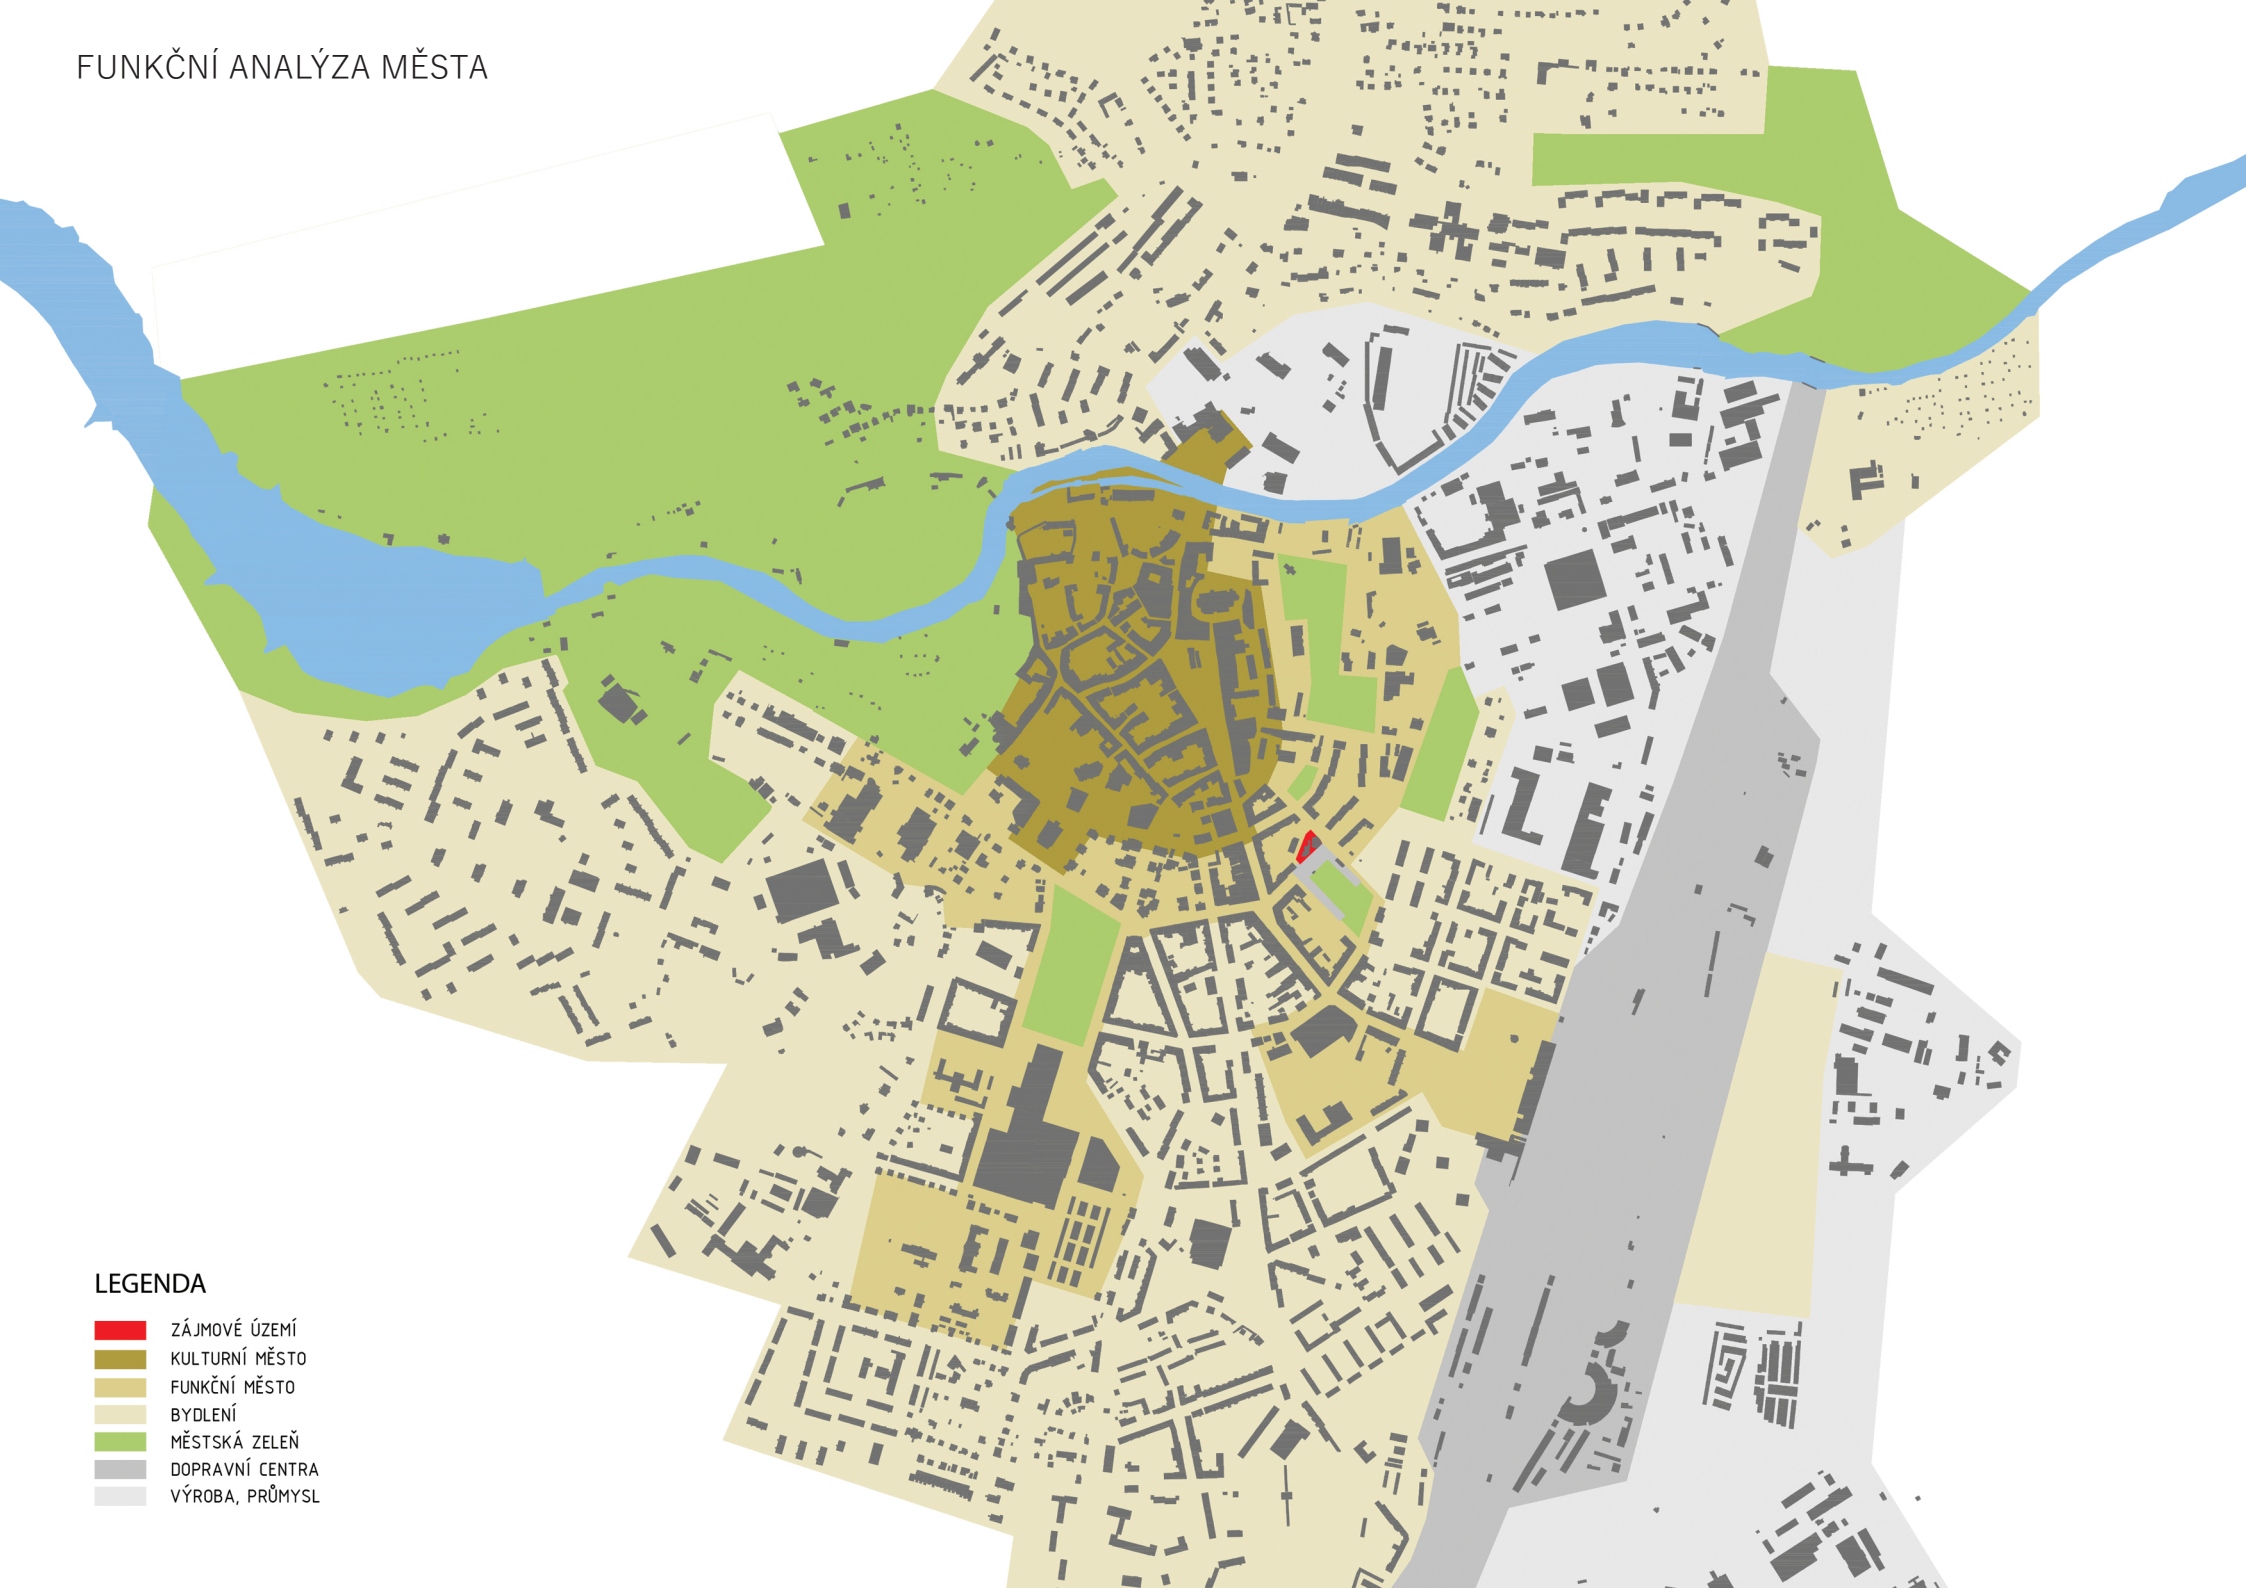 FUNKČNÍ ANALÝZA MĚSTA
LEGENDA
ZÁJMOVÉ ÚZEMÍ
KULTURNÍ MĚSTO
FUNKČNÍ MĚSTO
BYDLENÍ
MĚSTSKÁ ZELEŇ
DOPRAVNÍ CENTRA
VÝROBA, PRŮMYSL